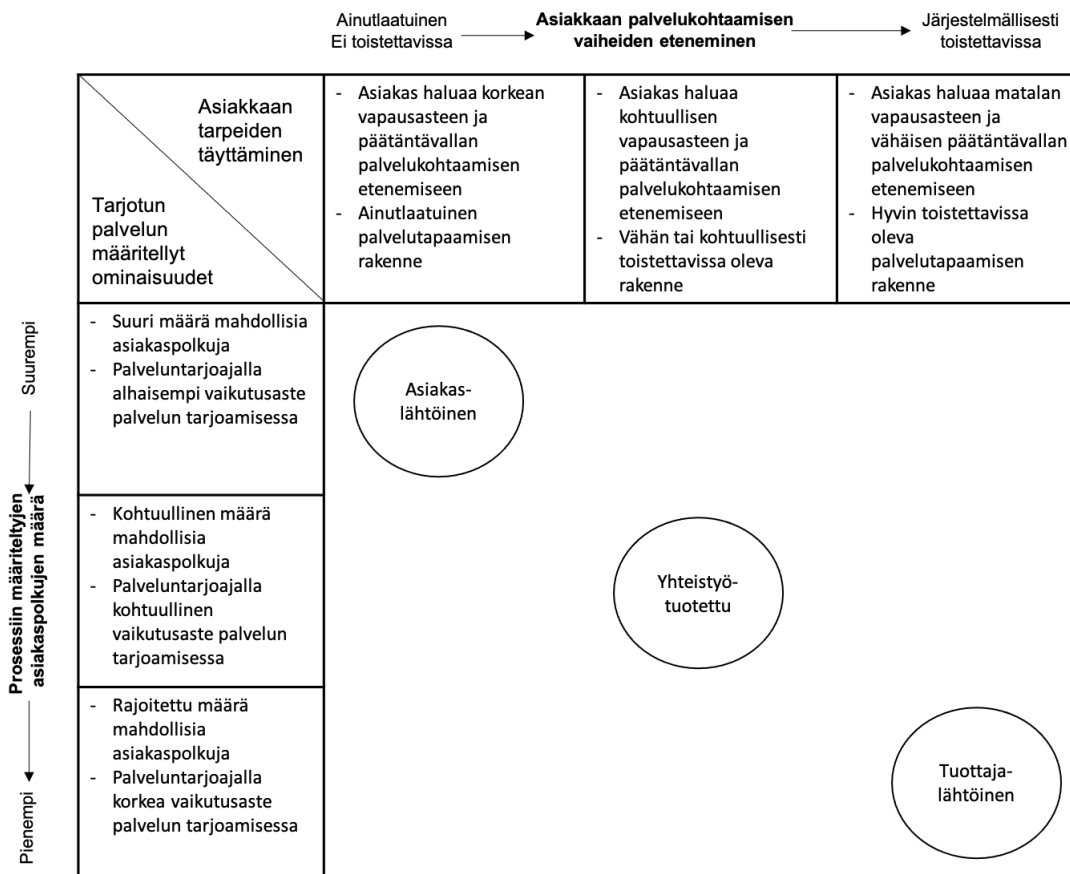 Ainutlaatuinen
Ei toistettavissa
Asiakkaan palvelukohtaamisen
vaiheiden eteneminen
Järjestelmällisesti
toistettavissa
Asiakkaan
tarpeiden
täyttäminen
Tarjotun
palvelun
määritellyt
ominaisuudet
- Asiakas haluaa korkean
vapausasteen ja
päätäntävallan
palvelukohtaamisen
etenemiseen
- Ainutlaatuinen
palvelutapaamisen
rakenne
- Asiakas haluaa
kohtuullisen
vapausasteen ja
päätäntävallan
palvelukohtaamisen
etenemiseen
- Vähän tai kohtuullisesti
toistettavissa oleva
rakenne
- Asiakas haluaa matalan
vapausasteen ja
vähäisen päätäntävallan
palvelukohtaamisen
etenemiseen
- Hyvin toistettavissa
oleva
palvelutapaamisen
rakenne
Suurempi
Prosessiin määriteltyjen
asiakaspolkujen määrä
Pienempi
- Suuri määrä mahdollisia
asiakaspolkuja
- Palveluntarjoajalla
alhaisempi vaikutusaste
palvelun tarjoamisessa
Asiakas-
lähtöinen
- Kohtuullinen määrä
mahdollisia
asiakaspolkuja
- Palveluntarjoajalla
kohtuullinen
vaikutusaste palvelun
tarjoamisessa
Yhteistyö-
tuotettu
- Rajoitettu määrä
mahdollisia
asiakaspolkuja
- Palveluntarjoajalla
korkea vaikutusaste
palvelun tarjoamisessa
Tuottaja-
lähtöinen